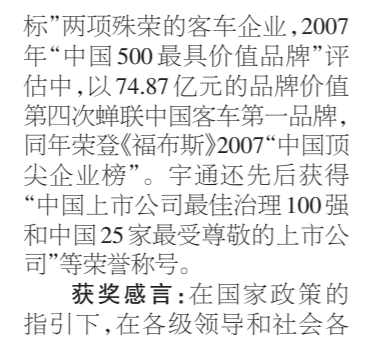 标”两项殊荣的客车企业，2007
年“中国500最具价值品牌”评
估中，以74.87亿元的品牌价值
第四次蝉联中国客车第一品牌，
同年荣登《福布斯》2007“中国顶
尖企业榜”。宇通还先后获得
“中国上市公司最佳治理100强
和中国25家最受尊敬的上市公
司”等荣誉称号。
获奖感言：在国家政策的
指引下，在各级领导和社会各